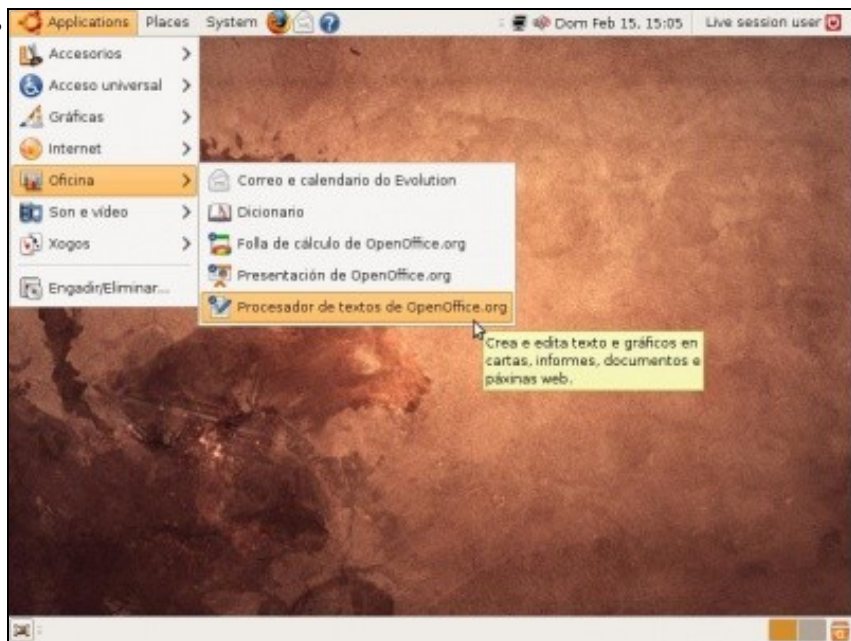 Applications Places System Dom Feb 15, 15:05 Live session user
Accesorios
Acceso universal
Gráficas
Internet
Oficina
Son e vídeo
Xogos
Engadir/Eliminar...
Correo e calendario do Evolution
Dicionario
Folla de cálculo de OpenOffice.org
Presentación de OpenOffice.org
Procesador de textos de OpenOffice.org
Crea e edita texto e gráficos en
cartas, informes, documentos e
páxinas web.